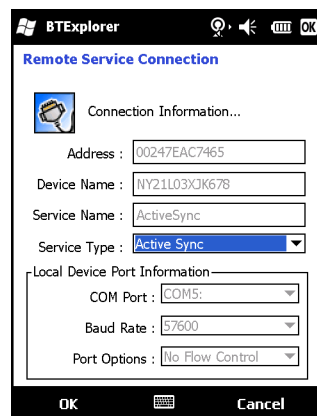 BTExplorer OK
Remote Service Connection
Connection Information...
Address : 00247EAC7465
Device Name : NY21L03XJK678
Service Name : ActiveSync
Service Type : Active Sync
Local Device Port Information
COM Port : COM5:
Baud Rate : 57600
Port Options : No Flow Control
OK Cancel